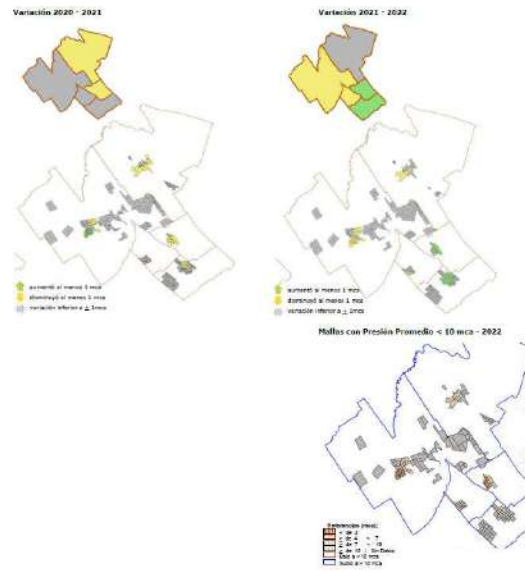 Variación 2020 - 2021
Variación 2021 - 2022
aumentó al menos 1 mca
disminuyó al menos 1 mca
variación inferior a ± 1mca
aumentó al menos 1 mca
disminuyó al menos 1 mca
variación inferior a ± 1mca
Mallas con Presión Promedio < 10 mca - 2022
Referencias (mca)